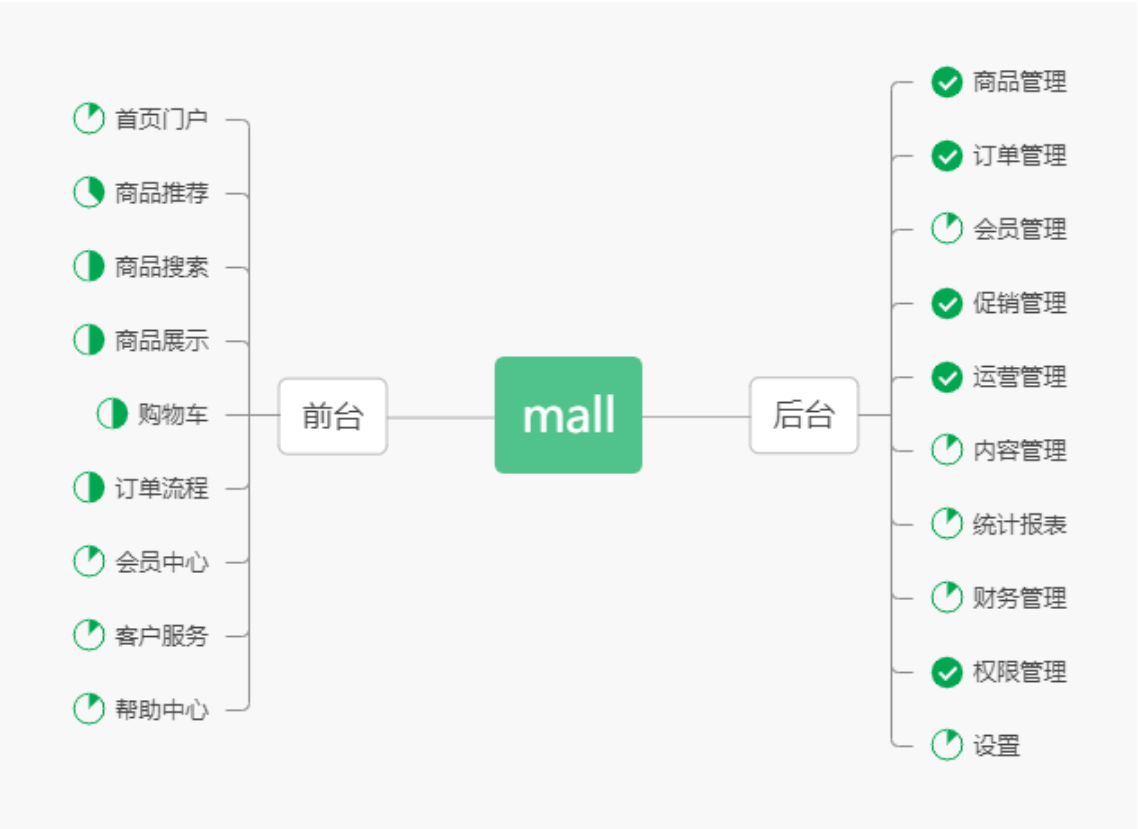 首页门户
商品推荐
商品搜索
商品展示
购物车
订单流程
会员中心
客户服务
帮助中心
前台
mall
后台
商品管理
订单管理
会员管理
促销管理
运营管理
内容管理
统计报表
财务管理
权限管理
设置